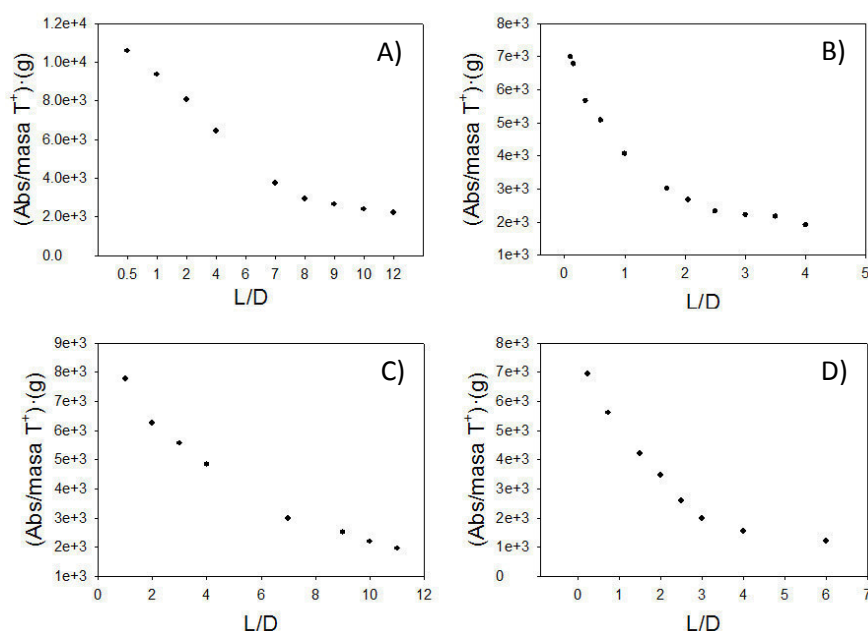 A)
(Abs/masa T⁺)·(g)
1.2e+4
1.0e+4
8.0e+3
6.0e+3
4.0e+3
2.0e+3
0.0
0.5 1 2 4 6 7 8 9 10 12
L/D
B)
(Abs/masa T⁺)·(g)
8e+3
7e+3
6e+3
5e+3
4e+3
3e+3
2e+3
1e+3
0 1 2 3 4 5
L/D
C)
(Abs/masa T⁺)·(g)
9e+3
8e+3
7e+3
6e+3
5e+3
4e+3
3e+3
2e+3
1e+3
0 2 4 6 8 10 12
L/D
D)
(Abs/masa T⁺)·(g)
8e+3
7e+3
6e+3
5e+3
4e+3
3e+3
2e+3
1e+3
0
0 1 2 3 4 5 6 7
L/D